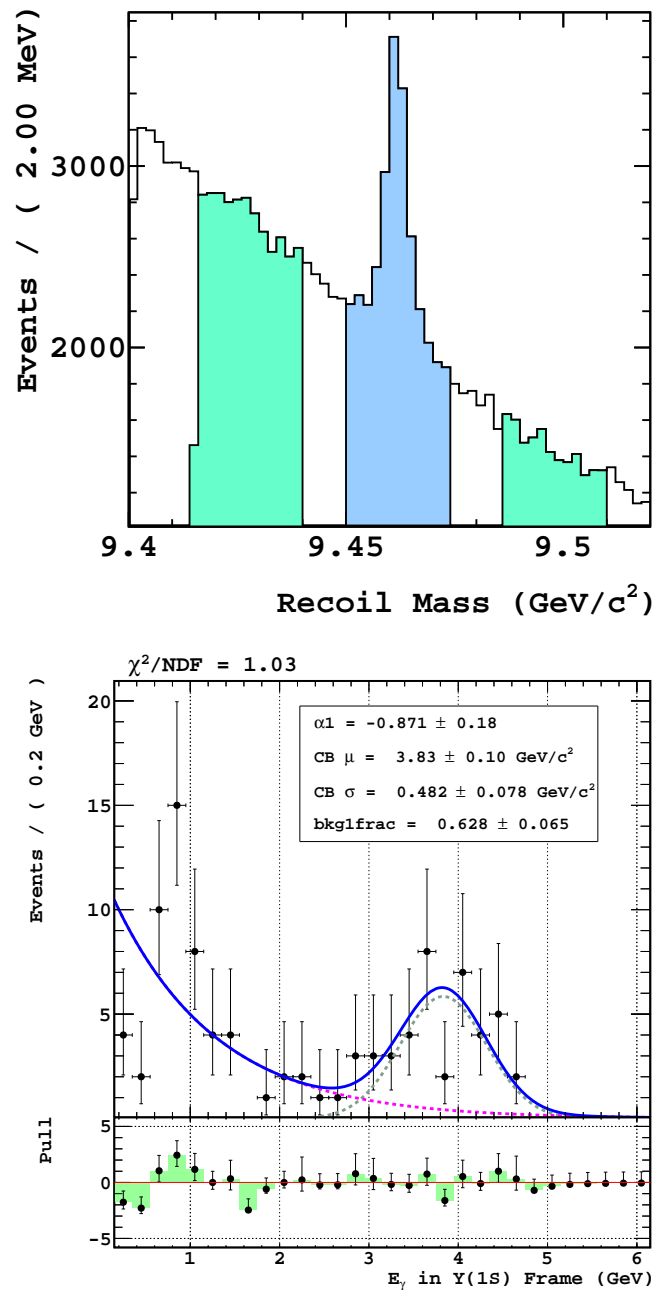 Events / ( 2.00 MeV)
3000
2000
9.4 9.45 9.5
Recoil Mass (GeV/c²)
χ²/NDF = 1.03
Events / ( 0.2 GeV )
20
15
10
5
α1 = -0.871 ± 0.18
CB μ = 3.83 ± 0.10 GeV/c²
CB σ = 0.482 ± 0.078 GeV/c²
bkg1frac = 0.628 ± 0.065
Pull
5
0
−5
1 2 3 4 5 6
E_γ in Υ(1S) Frame (GeV)